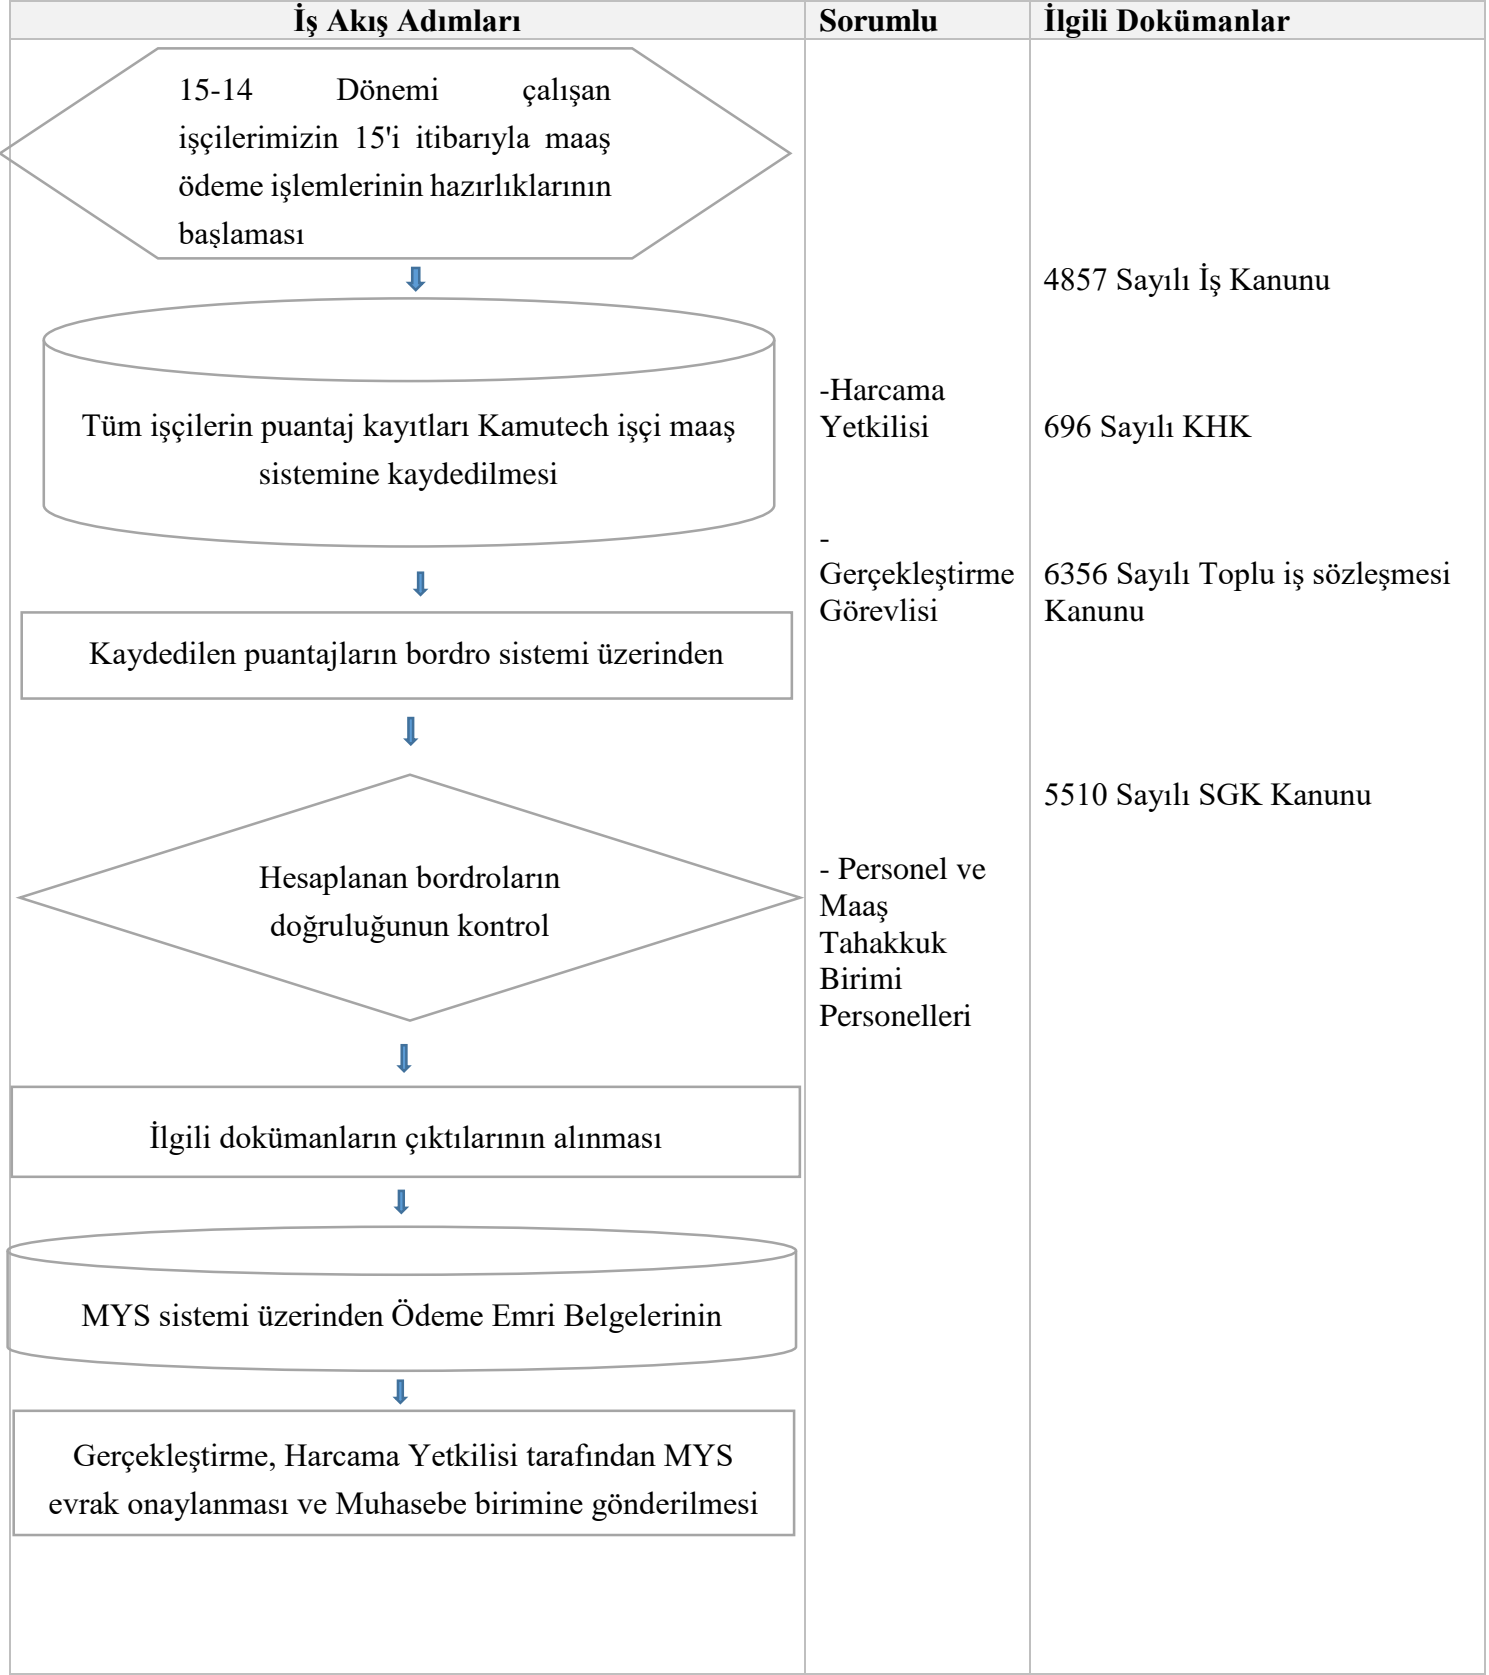 İş Akış Adımları
Sorumlu
İlgili Dokümanlar
15-14 Dönemi çalışan
işçilerimizin 15'i itibarıyla maaş
ödeme işlemlerinin hazırlıklarının
başlaması
Tüm işçilerin puantaj kayıtları Kamutech işçi maaş
sistemine kaydedilmesi
Kaydedilen puantajların bordro sistemi üzerinden
Hesaplanan bordroların
doğruluğunun kontrol
İlgili dokümanların çıktılarının alınması
MYS sistemi üzerinden Ödeme Emri Belgelerinin
Gerçekleştirme, Harcama Yetkilisi tarafından MYS
evrak onaylanması ve Muhasebe birimine gönderilmesi
-Harcama
Yetkilisi
-
Gerçekleştirme
Görevlisi
- Personel ve
Maaş
Tahakkuk
Birimi
Personelleri
4857 Sayılı İş Kanunu
696 Sayılı KHK
6356 Sayılı Toplu iş sözleşmesi
Kanunu
5510 Sayılı SGK Kanunu